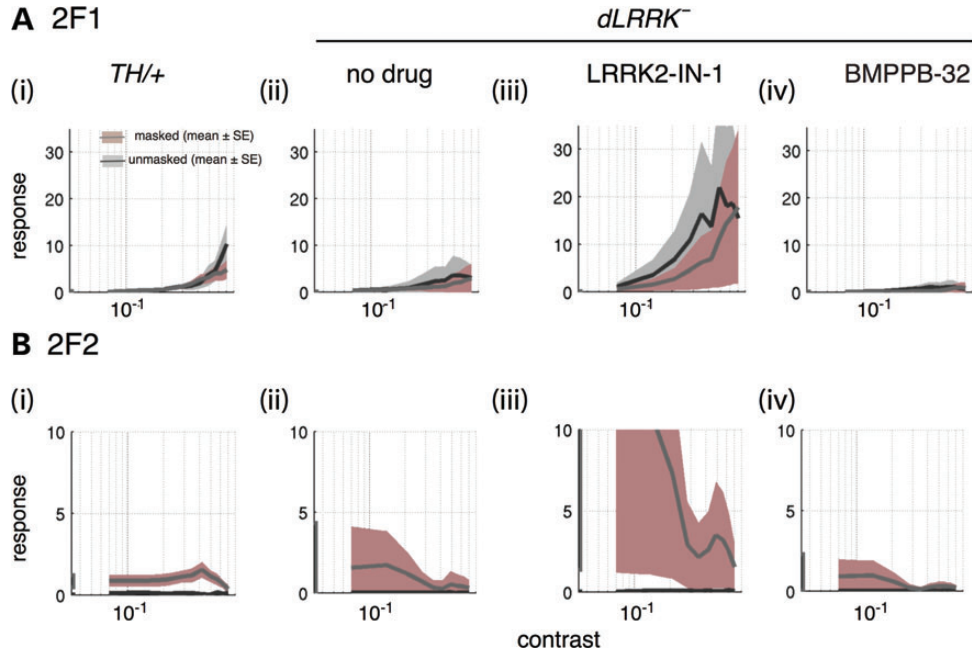 A 2F1
dLRRK⁻
(i) TH/+ (ii) no drug (iii) LRRK2-IN-1 (iv) BMPPB-32
masked (mean ± SE)
unmasked (mean ± SE)
response
30 30 30 30
20 20 20 20
10 10 10 10
0 0 0 0
10⁻¹ 10⁻¹ 10⁻¹ 10⁻¹
B 2F2
(i) (ii) (iii) (iv)
response
10 10 10 10
5 5 5 5
0 0 0 0
10⁻¹ 10⁻¹ 10⁻¹ 10⁻¹
contrast